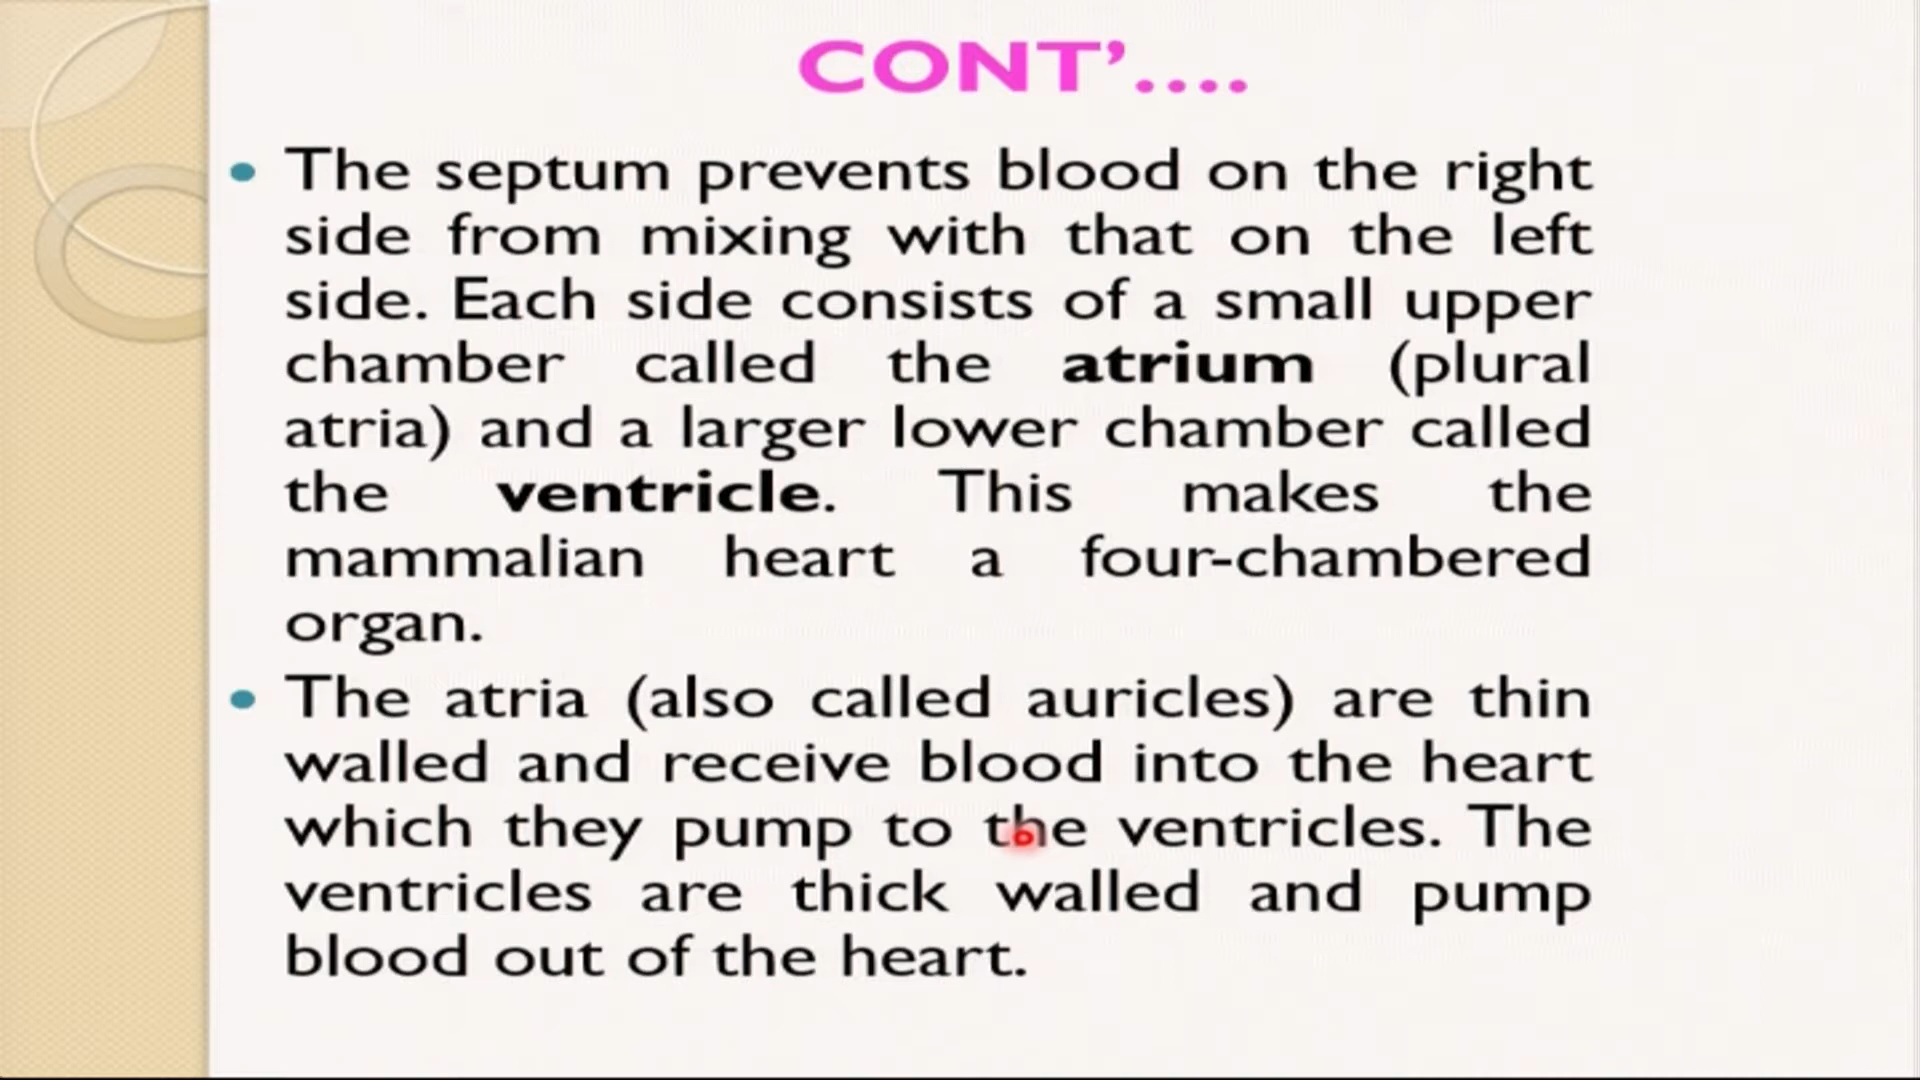 CONT’....
• The septum prevents blood on the right
side from mixing with that on the left
side. Each side consists of a small upper
chamber called the atrium (plural
atria) and a larger lower chamber called
the ventricle. This makes the
mammalian heart a four-chambered
organ.
• The atria (also called auricles) are thin
walled and receive blood into the heart
which they pump to the ventricles. The
ventricles are thick walled and pump
blood out of the heart.